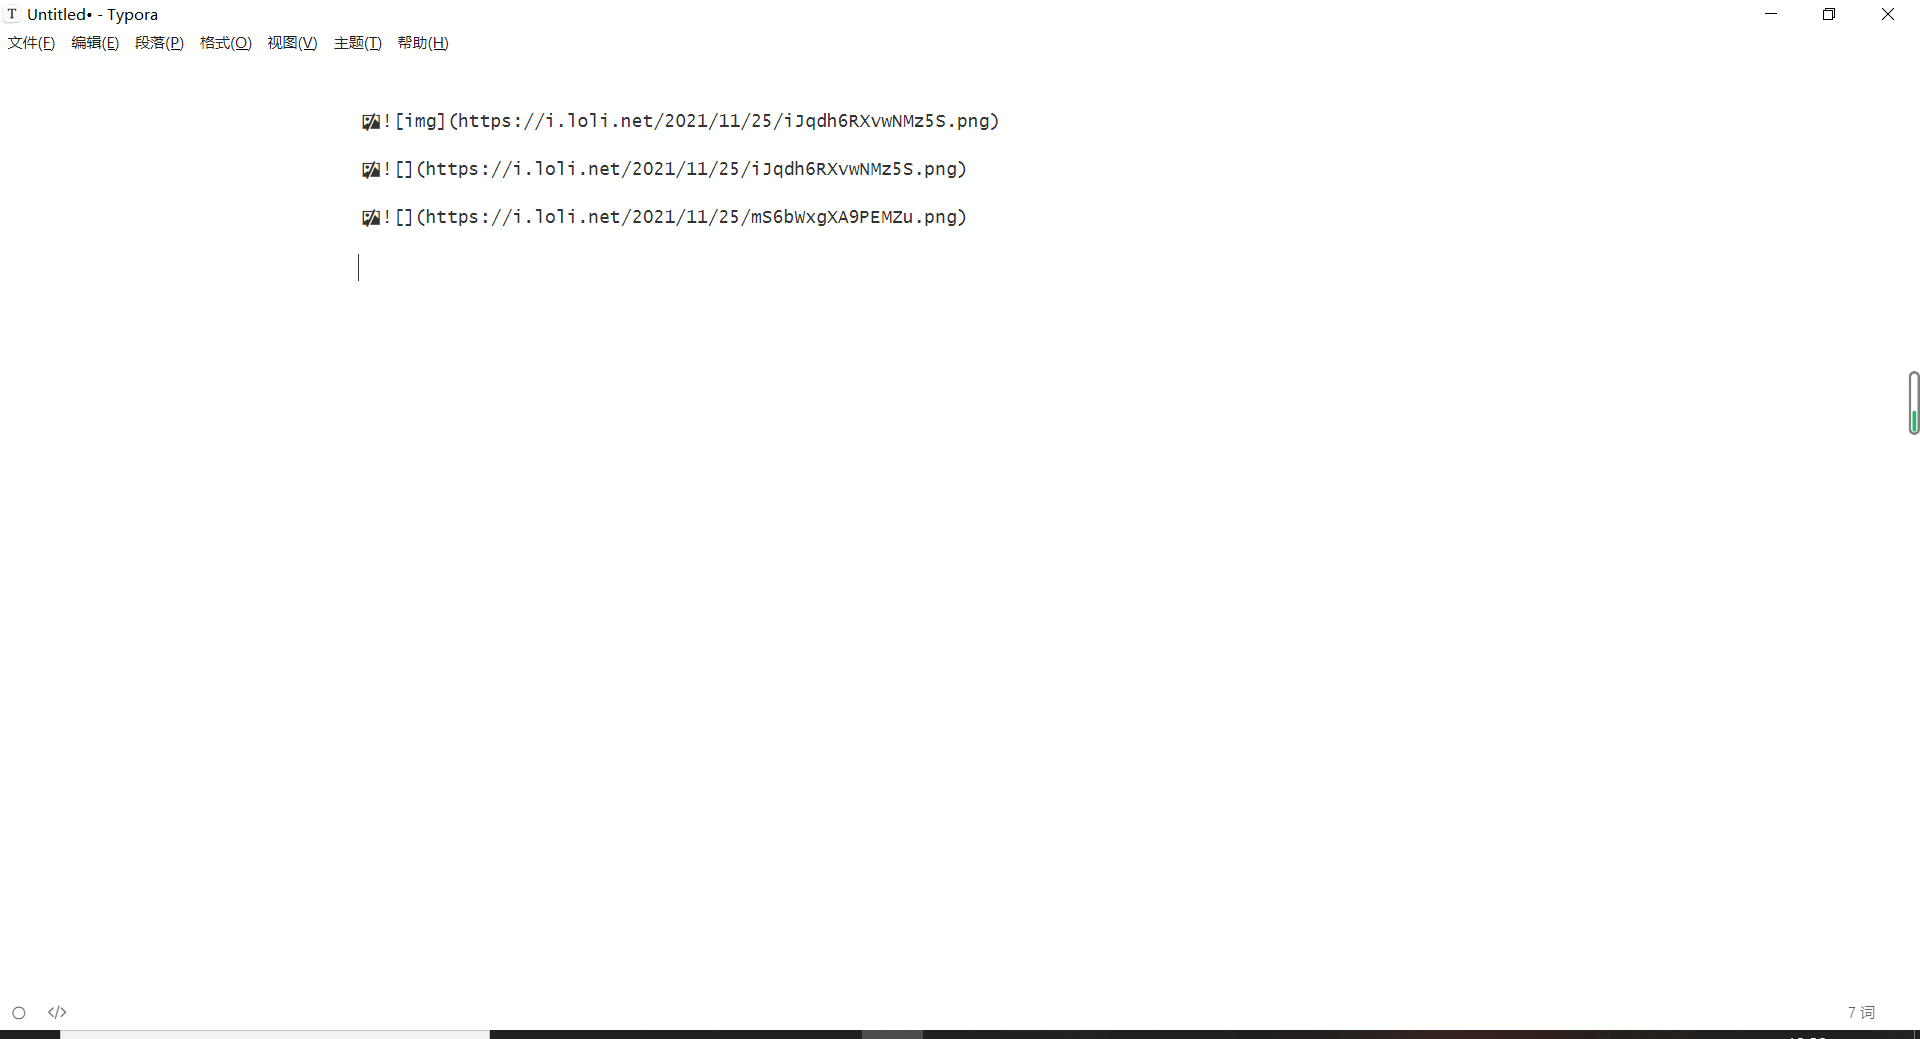 Untitled• - Typora
文件(F) 编辑(E) 段落(P) 格式(O) 视图(V) 主题(T) 帮助(H)
![img](https://i.loli.net/2021/11/25/iJqdh6RXvwNMz5S.png)
![](https://i.loli.net/2021/11/25/iJqdh6RXvwNMz5S.png)
![](https://i.loli.net/2021/11/25/mS6bWxgXA9PEMZu.png)
</> 7 词